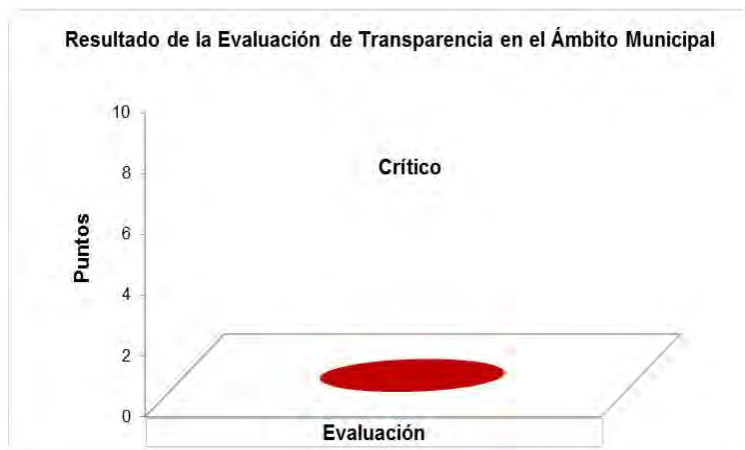 Resultado de la Evaluación de Transparencia en el Ámbito Municipal
10
Crítico
8
6
Puntos
4
2
0
Evaluación